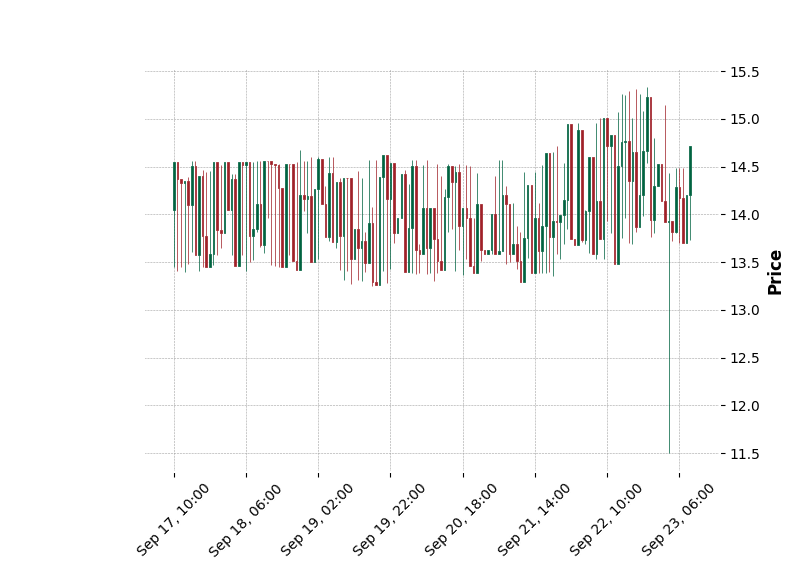 15.5
15.0
14.5
14.0
13.5
13.0
12.5
12.0
11.5
Price
Sep 17, 10:00
Sep 18, 06:00
Sep 19, 02:00
Sep 19, 22:00
Sep 20, 18:00
Sep 21, 14:00
Sep 22, 10:00
Sep 23, 06:00